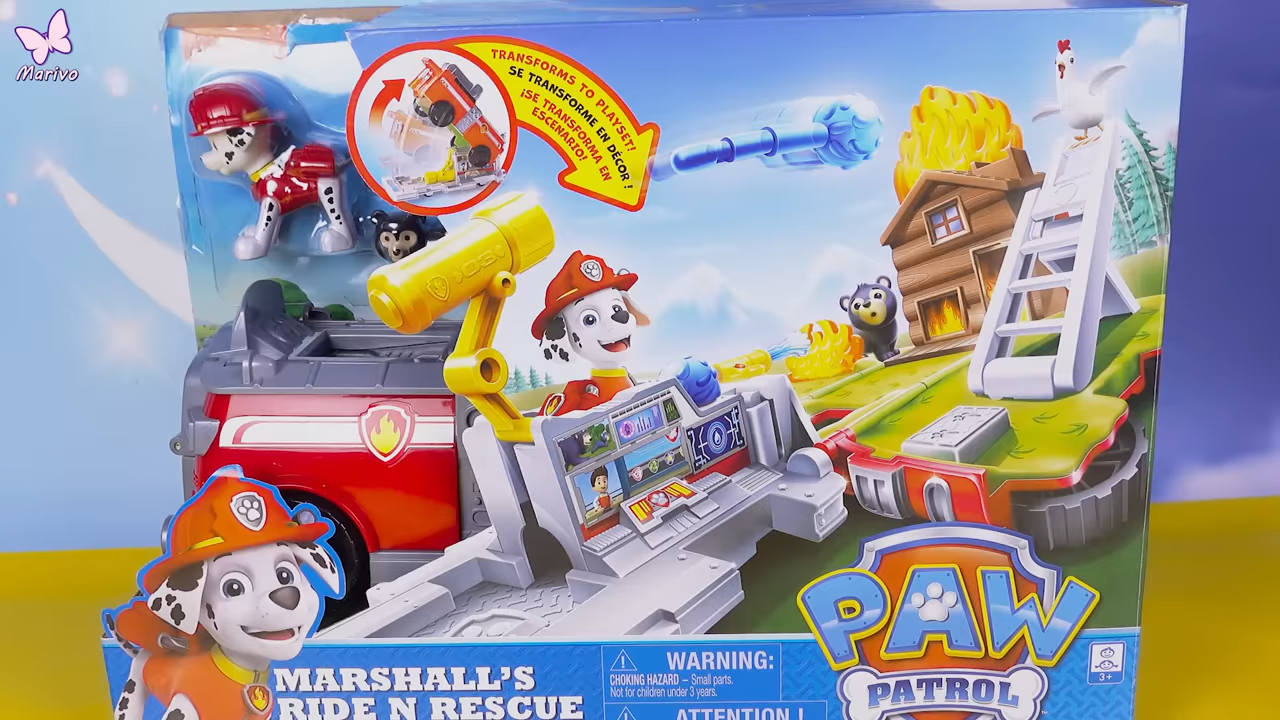 Marivo
TRANSFORMS TO PLAYSET!
SE TRANSFORME EN DÉCOR !
¡SE TRANSFORMA EN
ESCENARIO!
MARSHALL'S
RIDE N RESCUE
WARNING:
CHOKING HAZARD – Small parts.
Not for children under 3 years.
ATTENTION !
PAW
PATROL
3+